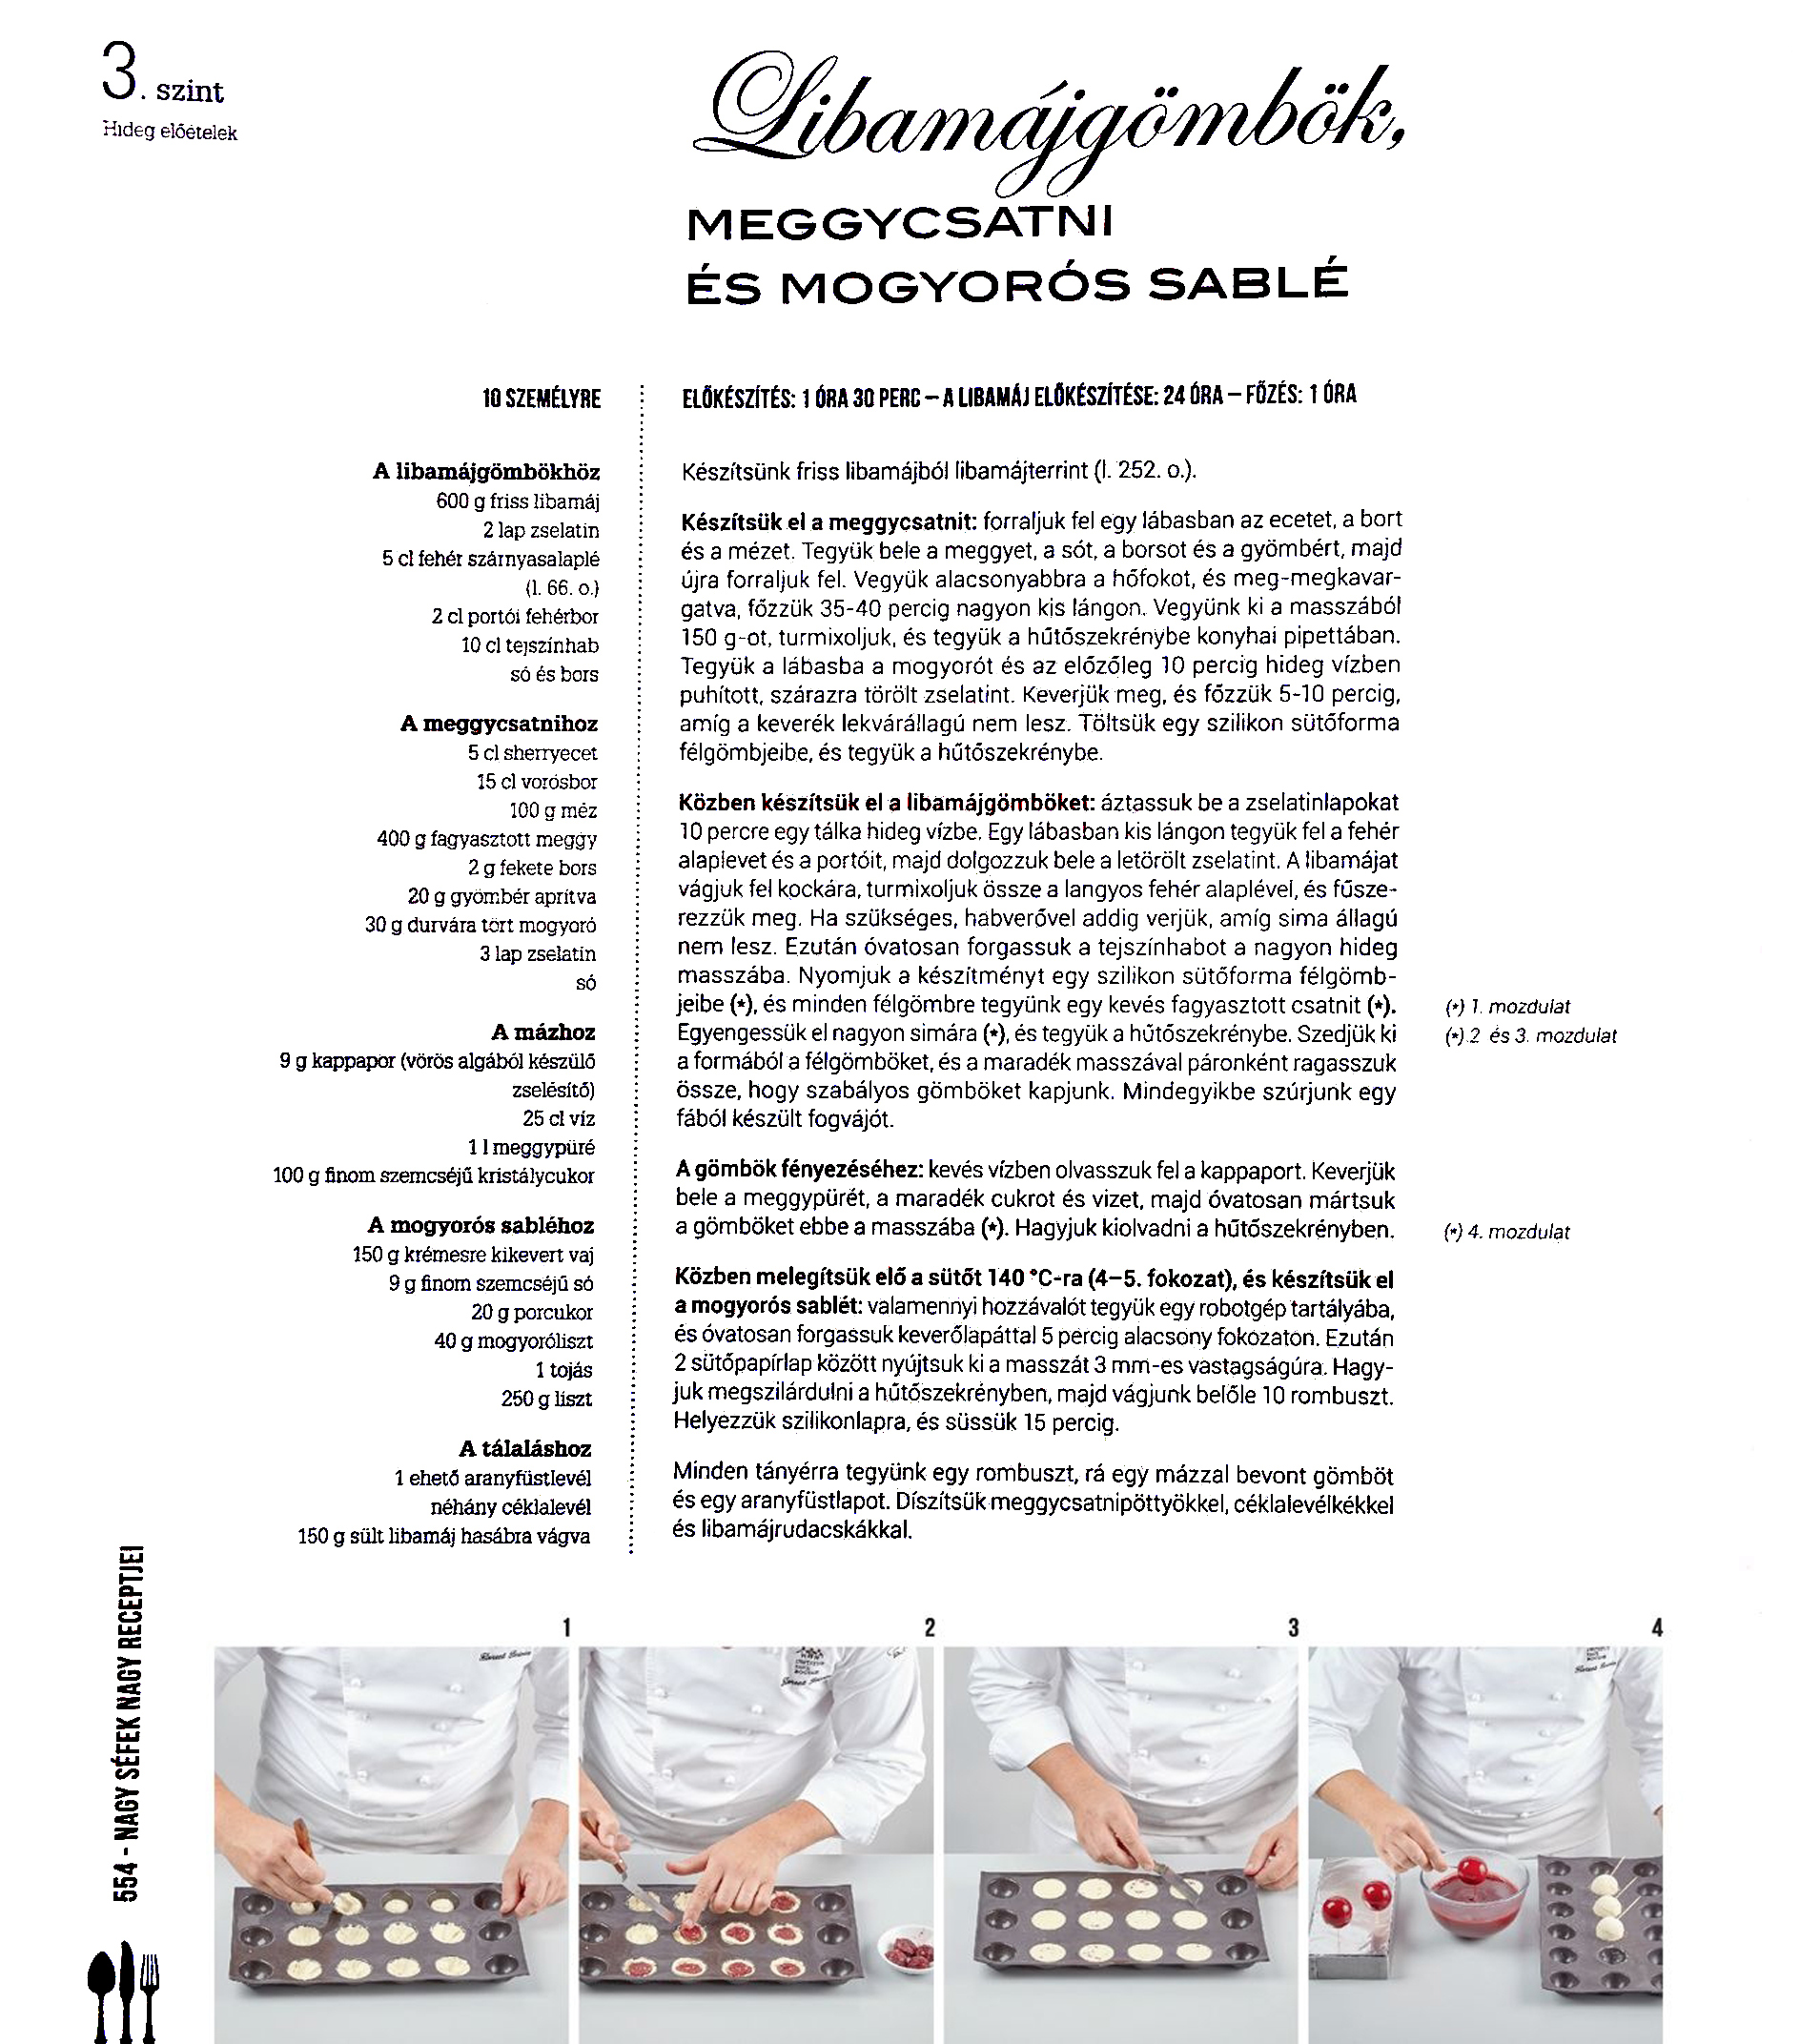 3. szint
Hideg előételek
Libamájgömbök,
MEGGYCSATNI
ÉS MOGYORÓS SABLÉ
10 SZEMÉLYRE
A libamájgömbökhöz
600 g friss libamáj
2 lap zselatin
5 cl fehér szárnyasalaplé
(l. 66. o.)
2 cl portói fehérbor
10 cl tejszínhab
só és bors
A meggycsatnihoz
5 cl sherryecet
15 cl vörösbor
100 g méz
400 g fagyasztott meggy
2 g fekete bors
20 g gyömbér aprítva
30 g durvára tört mogyoró
3 lap zselatin
só
A mázhoz
9 g kappapor (vörös algából készülő
zselésítő)
25 cl víz
1 l meggypüré
100 g finom szemcséjű kristálycukor
A mogyorós sabléhoz
150 g krémesre kikevert vaj
9 g finom szemcséjű só
20 g porcukor
40 g mogyoróliszt
1 tojás
250 g liszt
A tálaláshoz
1 ehető aranyfüstlevél
néhány céklalevél
150 g sült libamáj hasábra vágva
ELŐKÉSZÍTÉS: 1 ÓRA 30 PERC – A LIBAMÁJ ELŐKÉSZÍTÉSE: 24 ÓRA – FŐZÉS: 1 ÓRA
Készítsünk friss libamájból libamájterrint (l. 252. o.).
Készítsük el a meggycsatnit: forraljuk fel egy lábasban az ecetet, a bort
és a mézet. Tegyük bele a meggyet, a sót, a borsot és a gyömbért, majd
újra forraljuk fel. Vegyük alacsonyabbra a hőfokot, és meg-megkavar-
gatva, főzzük 35-40 percig nagyon kis lángon. Vegyünk ki a masszából
150 g-ot, turmixoljuk, és tegyük a hűtőszekrénybe konyhai pipettában.
Tegyük a lábasba a mogyorót és az előzőleg 10 percig hideg vízben
puhított, szárazra törölt zselatint. Keverjük meg, és főzzük 5-10 percig,
amíg a keverék lekvárállagú nem lesz. Töltsük egy szilikon sütőforma
félgömbjeibe, és tegyük a hűtőszekrénybe.
Közben készítsük el a libamájgömböket: áztassuk be a zselatinlapokat
10 percre egy tálka hideg vízbe. Egy lábasban kis lángon tegyük fel a fehér
alaplevet és a portóit, majd dolgozzuk bele a letörölt zselatint. A libamájat
vágjuk fel kockára, turmixoljuk össze a langyos fehér alaplével, és fűsze-
rezzük meg. Ha szükséges, habverővel addig verjük, amíg sima állagú
nem lesz. Ezután óvatosan forgassuk a tejszínhabot a nagyon hideg
masszába. Nyomjuk a készítményt egy szilikon sütőforma félgömb-
jeibe (*), és minden félgömbre tegyünk egy kevés fagyasztott csatnit (*).
Egyengessük el nagyon simára (*), és tegyük a hűtőszekrénybe. Szedjük ki
a formából a félgömböket, és a maradék masszával páronként ragasszuk
össze, hogy szabályos gömböket kapjunk. Mindegyikbe szúrjunk egy
fából készült fogvájót.
(*) 1. mozdulat
(*) 2 és 3. mozdulat
A gömbök fényezéséhez: kevés vízben olvasszuk fel a kappaport. Keverjük
bele a meggypürét, a maradék cukrot és vizet, majd óvatosan mártsuk
a gömböket ebbe a masszába (*). Hagyjuk kiolvadni a hűtőszekrényben.
(*) 4. mozdulat
Közben melegítsük elő a sütőt 140 °C-ra (4–5. fokozat), és készítsük el
a mogyorós sablét: valamennyi hozzávalót tegyük egy robotgép tartályába,
és óvatosan forgassuk keverőlapáttal 5 percig alacsony fokozaton. Ezután
2 sütőpapírlap között nyújtsuk ki a masszát 3 mm-es vastagságúra. Hagy-
juk megszilárdulni a hűtőszekrényben, majd vágjunk belőle 10 rombuszt.
Helyezzük szilikonlapra, és süssük 15 percig.
Minden tányérra tegyünk egy rombuszt, rá egy mázzal bevont gömböt
és egy aranyfüstlapot. Díszítsük meggycsatnipöttyökkel, céklalevélkékkel
és libamájrudacskákkal.
554 - NAGY SÉFEK NAGY RECEPTJEI
1
2
3
4